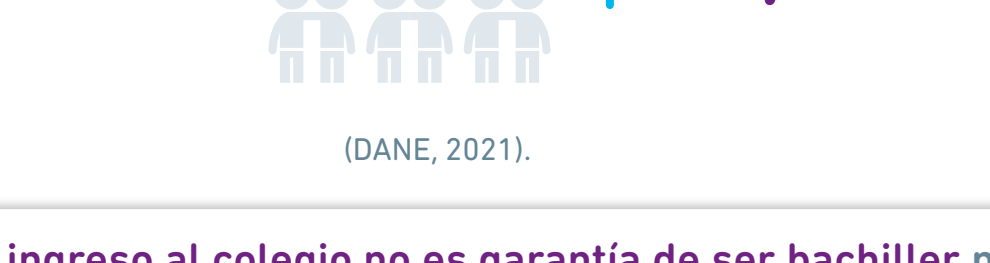 (DANE, 2021).
ingreso al colegio no es garantía de ser bachiller